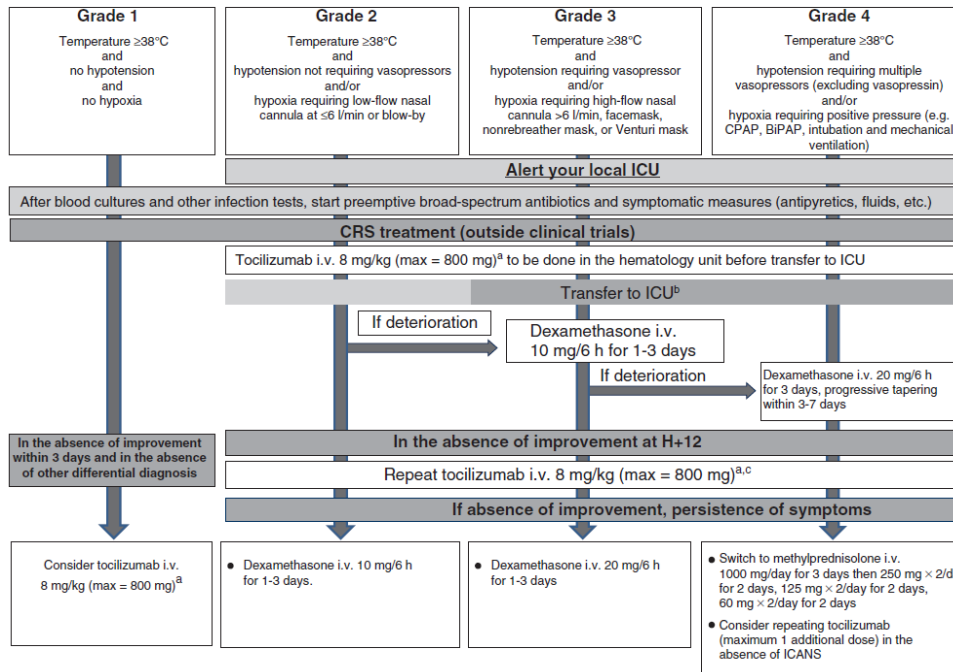 Grade 1
Temperature ≥38°C
and
no hypotension
and
no hypoxia
Grade 2
Temperature ≥38°C
and
hypotension not requiring vasopressors
and/or
hypoxia requiring low-flow nasal
cannula at ≤6 l/min or blow-by
Grade 3
Temperature ≥38°C
and
hypotension requiring vasopressor
and/or
hypoxia requiring high-flow nasal
cannula >6 l/min, facemask,
nonrebreather mask, or Venturi mask
Grade 4
Temperature ≥38°C
and
hypotension requiring multiple
vasopressors (excluding vasopressin)
and/or
hypoxia requiring positive pressure (e.g.
CPAP, BiPAP, intubation and mechanical
ventilation)
Alert your local ICU
After blood cultures and other infection tests, start preemptive broad-spectrum antibiotics and symptomatic measures (antipyretics, fluids, etc.)
CRS treatment (outside clinical trials)
Tocilizumab i.v. 8 mg/kg (max = 800 mg)ᵃ to be done in the hematology unit before transfer to ICU
Transfer to ICUᵇ
If deterioration
Dexamethasone i.v.
10 mg/6 h for 1-3 days
If deterioration
Dexamethasone i.v. 20 mg/6 h
for 3 days, progressive tapering
within 3-7 days
In the absence of improvement
within 3 days and in the absence
of other differential diagnosis
In the absence of improvement at H+12
Repeat tocilizumab i.v. 8 mg/kg (max = 800 mg)ᵃ,ᶜ
If absence of improvement, persistence of symptoms
Consider tocilizumab i.v.
8 mg/kg (max = 800 mg)ᵃ
• Dexamethasone i.v. 10 mg/6 h
for 1-3 days.
• Dexamethasone i.v. 20 mg/6 h
for 1-3 days
• Switch to methylprednisolone i.v.
1000 mg/day for 3 days then 250 mg × 2/d
for 2 days, 125 mg × 2/day for 2 days,
60 mg × 2/day for 2 days
• Consider repeating tocilizumab
(maximum 1 additional dose) in the
absence of ICANS